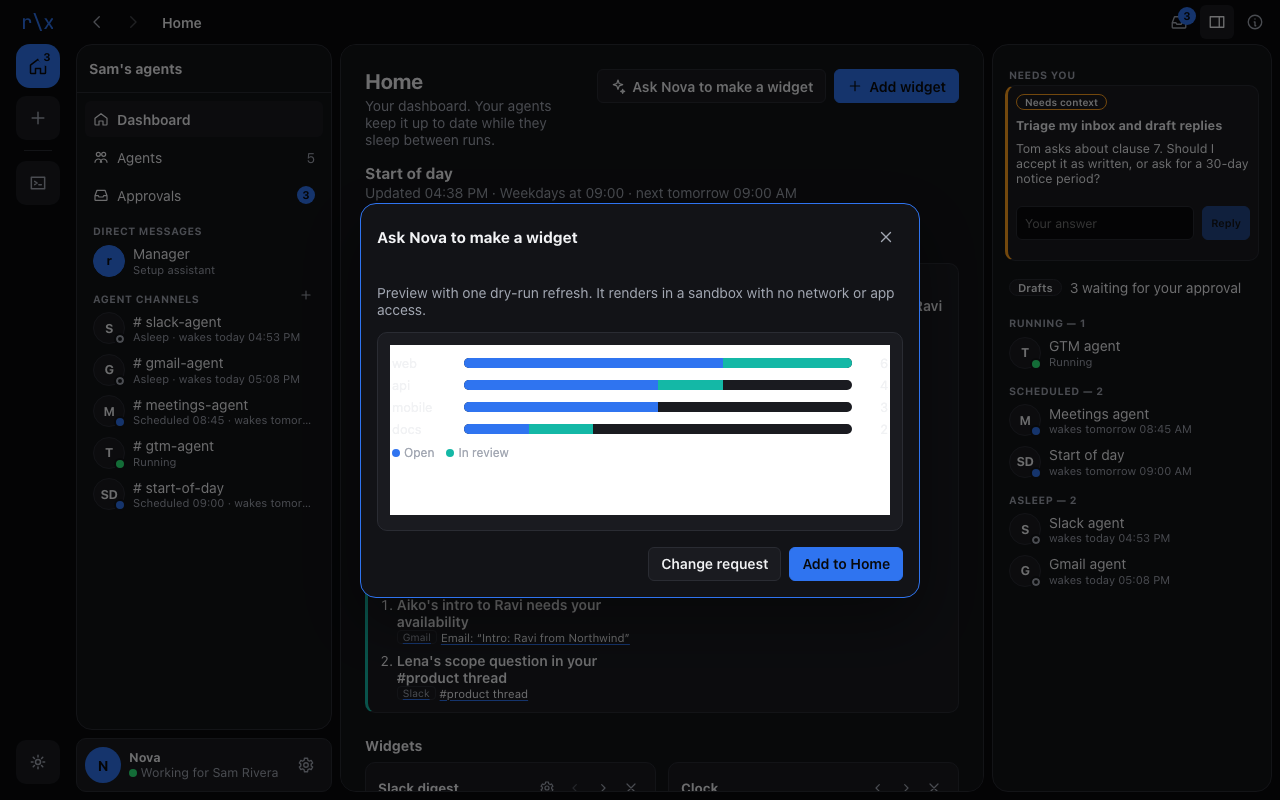 r\x
Home
3
3
Sam's agents
Dashboard
Agents
5
Approvals
3
DIRECT MESSAGES
r
Manager
Setup assistant
AGENT CHANNELS
S
# slack-agent
Asleep · wakes today 04:53 PM
G
# gmail-agent
Asleep · wakes today 05:08 PM
M
# meetings-agent
Scheduled 08:45 · wakes tomor...
T
# gtm-agent
Running
SD
# start-of-day
Scheduled 09:00 · wakes tomor...
N
Nova
Working for Sam Rivera
Home
Your dashboard. Your agents
keep it up to date while they
sleep between runs.
Ask Nova to make a widget
Add widget
Start of day
Updated 04:38 PM · Weekdays at 09:00 · next tomorrow 09:00 AM
Ravi
Ask Nova to make a widget
Preview with one dry-run refresh. It renders in a sandbox with no network or app
access.
web
6
api
4
mobile
3
docs
2
Open
In review
Change request
Add to Home
1. Aiko's intro to Ravi needs your
availability
Gmail Email: “Intro: Ravi from Northwind”
2. Lena's scope question in your
#product thread
Slack #product thread
Widgets
Slack digest
Clock
NEEDS YOU
Needs context
Triage my inbox and draft replies
Tom asks about clause 7. Should I
accept it as written, or ask for a 30-day
notice period?
Your answer
Reply
Drafts
3 waiting for your approval
RUNNING — 1
T
GTM agent
Running
SCHEDULED — 2
M
Meetings agent
wakes tomorrow 08:45 AM
SD
Start of day
wakes tomorrow 09:00 AM
ASLEEP — 2
S
Slack agent
wakes today 04:53 PM
G
Gmail agent
wakes today 05:08 PM